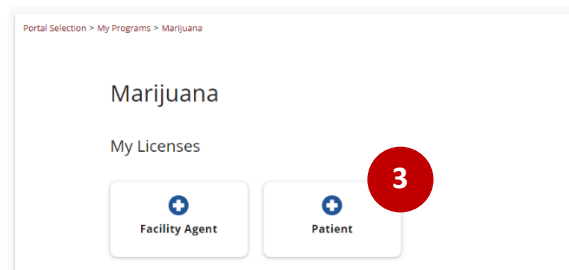 Portal Selection > My Programs > Marijuana
Marijuana
My Licenses
3
Facility Agent
Patient